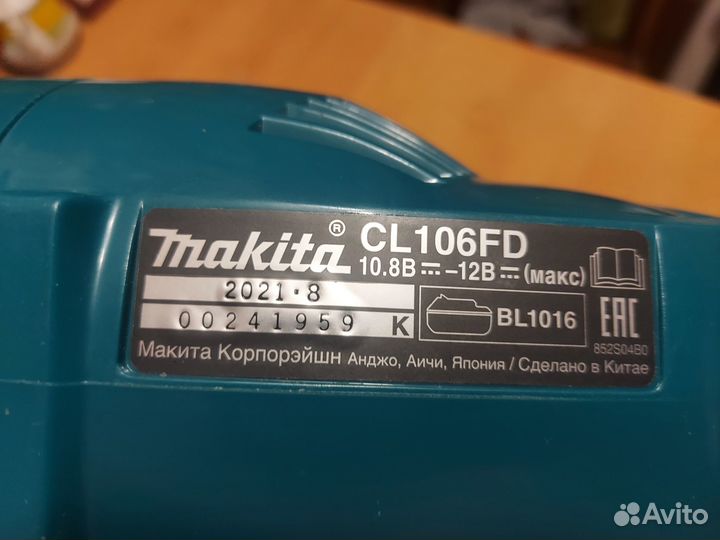 makita® CL106FD
10.8В⎓–12В⎓(макс)
2021·8
00241959 K
BL1016
EAC
852S04B0
Макита Корпорэйшн Анджо, Аичи, Япония / Сделано в Китае
Avito